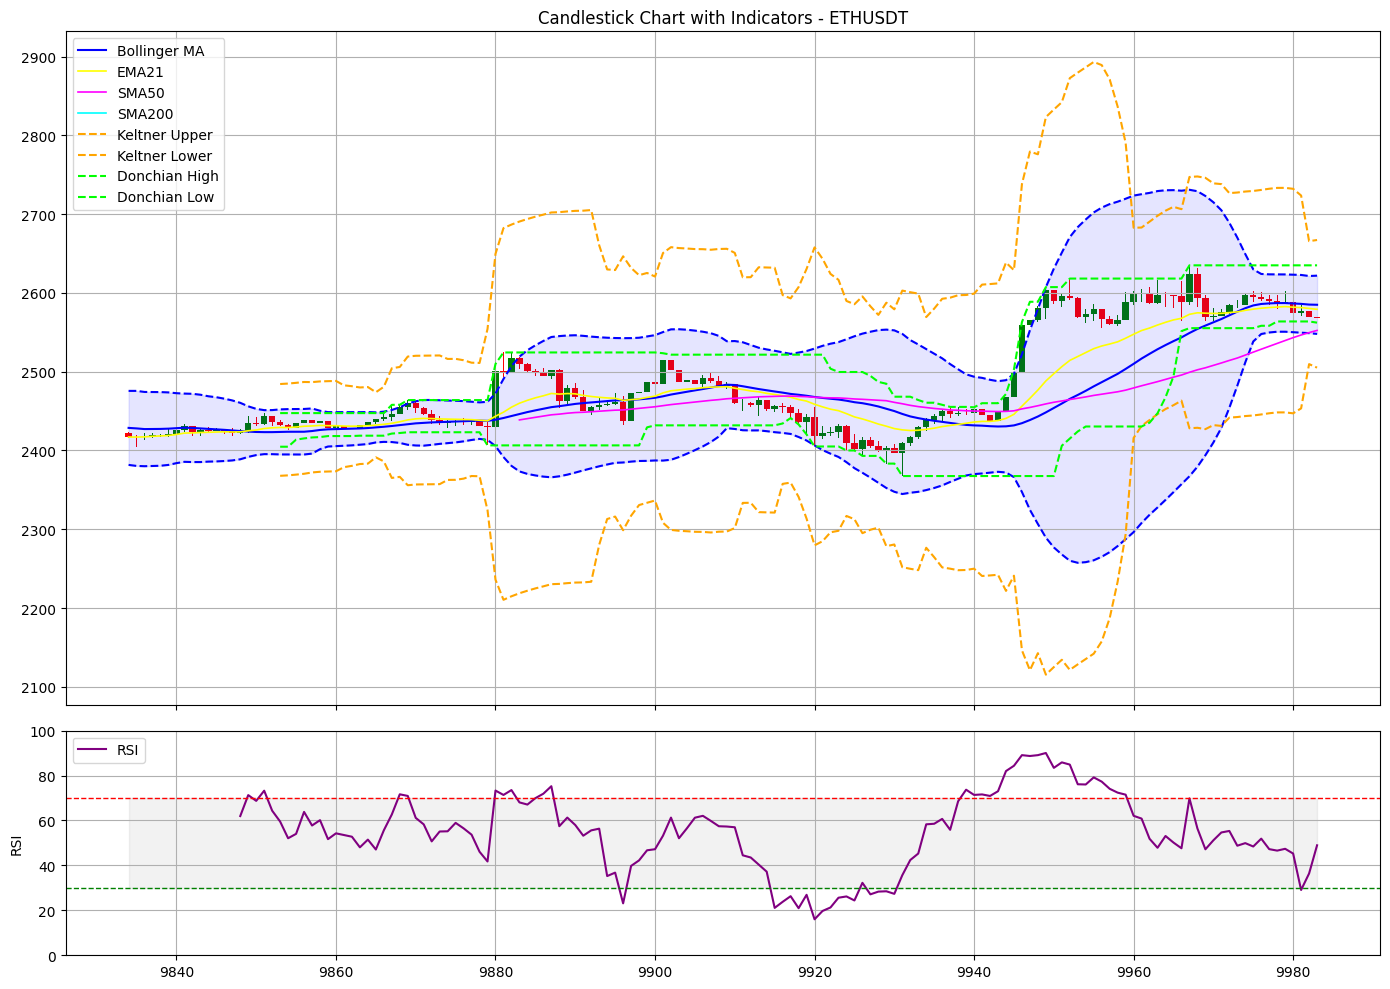 Candlestick Chart with Indicators - ETHUSDT
Bollinger MA
EMA21
SMA50
SMA200
Keltner Upper
Keltner Lower
Donchian High
Donchian Low
2900
2800
2700
2600
2500
2400
2300
2200
2100
RSI
100
80
60
40
20
0
RSI
9840
9860
9880
9900
9920
9940
9960
9980